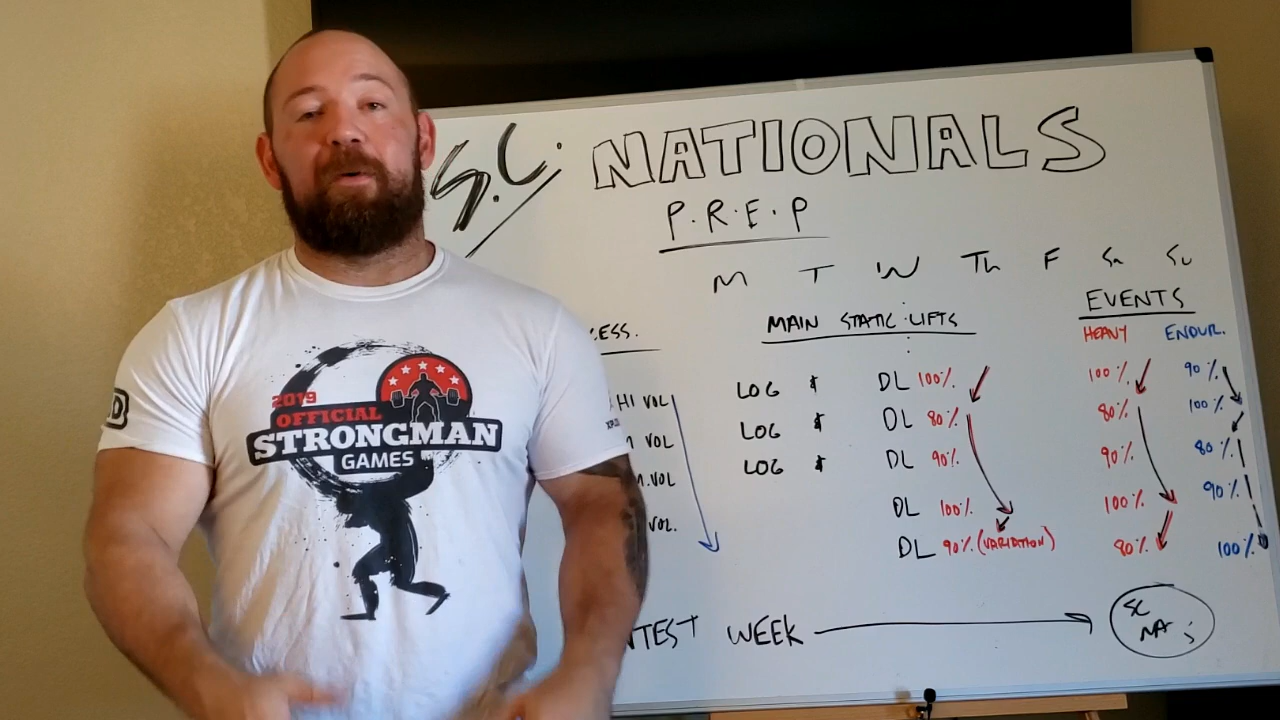 S.C. NATIONALS
P.R.E.P
M T W Th F Sa Su
MAIN STATIC LIFTS
EVENTS
HEAVY ENDUR.
LOG $ DL 100% 100% 90%
HI VOL
LOG $ DL 80% 80% 100%
VOL
LOG $ DL 90% 90% 80%
VOL
DL 100% 100% 90%
VOL.
DL 90% (VARIATION) 80% 100%
WEEK
SC
2019
OFFICIAL
STRONGMAN
GAMES
D